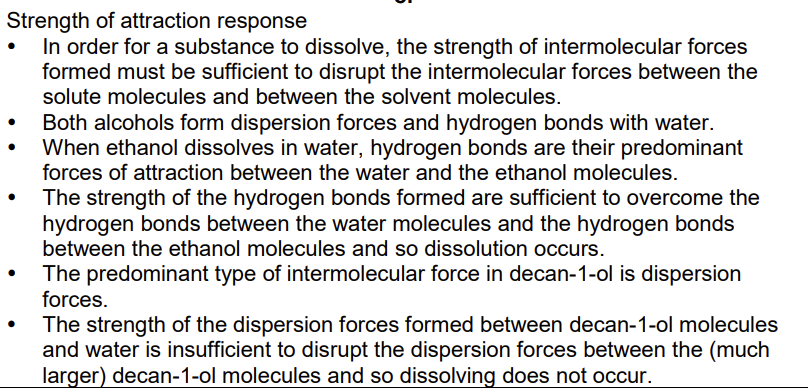 Strength of attraction response
• In order for a substance to dissolve, the strength of intermolecular forces
formed must be sufficient to disrupt the intermolecular forces between the
solute molecules and between the solvent molecules.
• Both alcohols form dispersion forces and hydrogen bonds with water.
• When ethanol dissolves in water, hydrogen bonds are their predominant
forces of attraction between the water and the ethanol molecules.
• The strength of the hydrogen bonds formed are sufficient to overcome the
hydrogen bonds between the water molecules and the hydrogen bonds
between the ethanol molecules and so dissolution occurs.
• The predominant type of intermolecular force in decan-1-ol is dispersion
forces.
• The strength of the dispersion forces formed between decan-1-ol molecules
and water is insufficient to disrupt the dispersion forces between the (much
larger) decan-1-ol molecules and so dissolving does not occur.